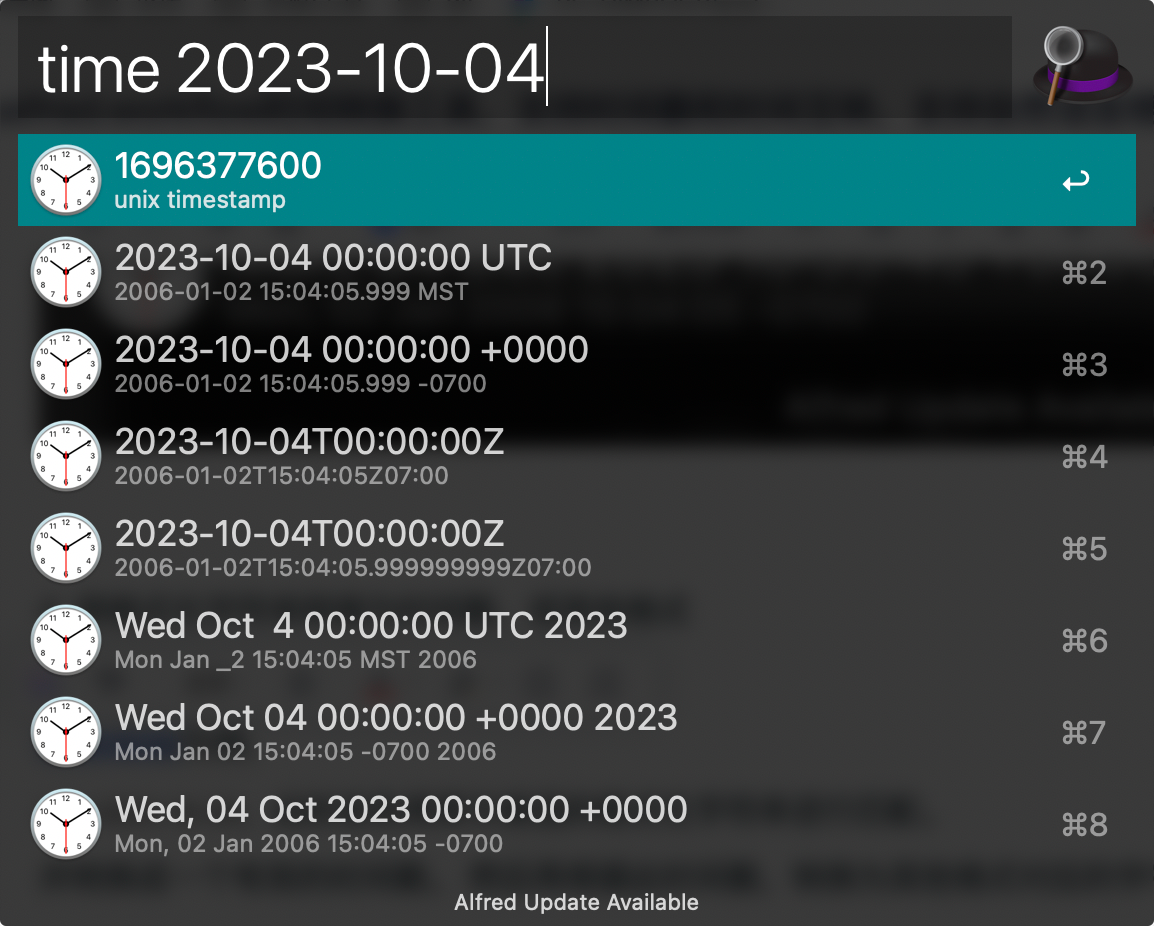 time 2023-10-04
1696377600
unix timestamp
2023-10-04 00:00:00 UTC
⌘2
2006-01-02 15:04:05.999 MST
2023-10-04 00:00:00 +0000
⌘3
2006-01-02 15:04:05.999 -0700
2023-10-04T00:00:00Z
⌘4
2006-01-02T15:04:05Z07:00
2023-10-04T00:00:00Z
⌘5
2006-01-02T15:04:05.999999999Z07:00
Wed Oct  4 00:00:00 UTC 2023
⌘6
Mon Jan _2 15:04:05 MST 2006
Wed Oct 04 00:00:00 +0000 2023
⌘7
Mon Jan 02 15:04:05 -0700 2006
Wed, 04 Oct 2023 00:00:00 +0000
⌘8
Mon, 02 Jan 2006 15:04:05 -0700
Alfred Update Available